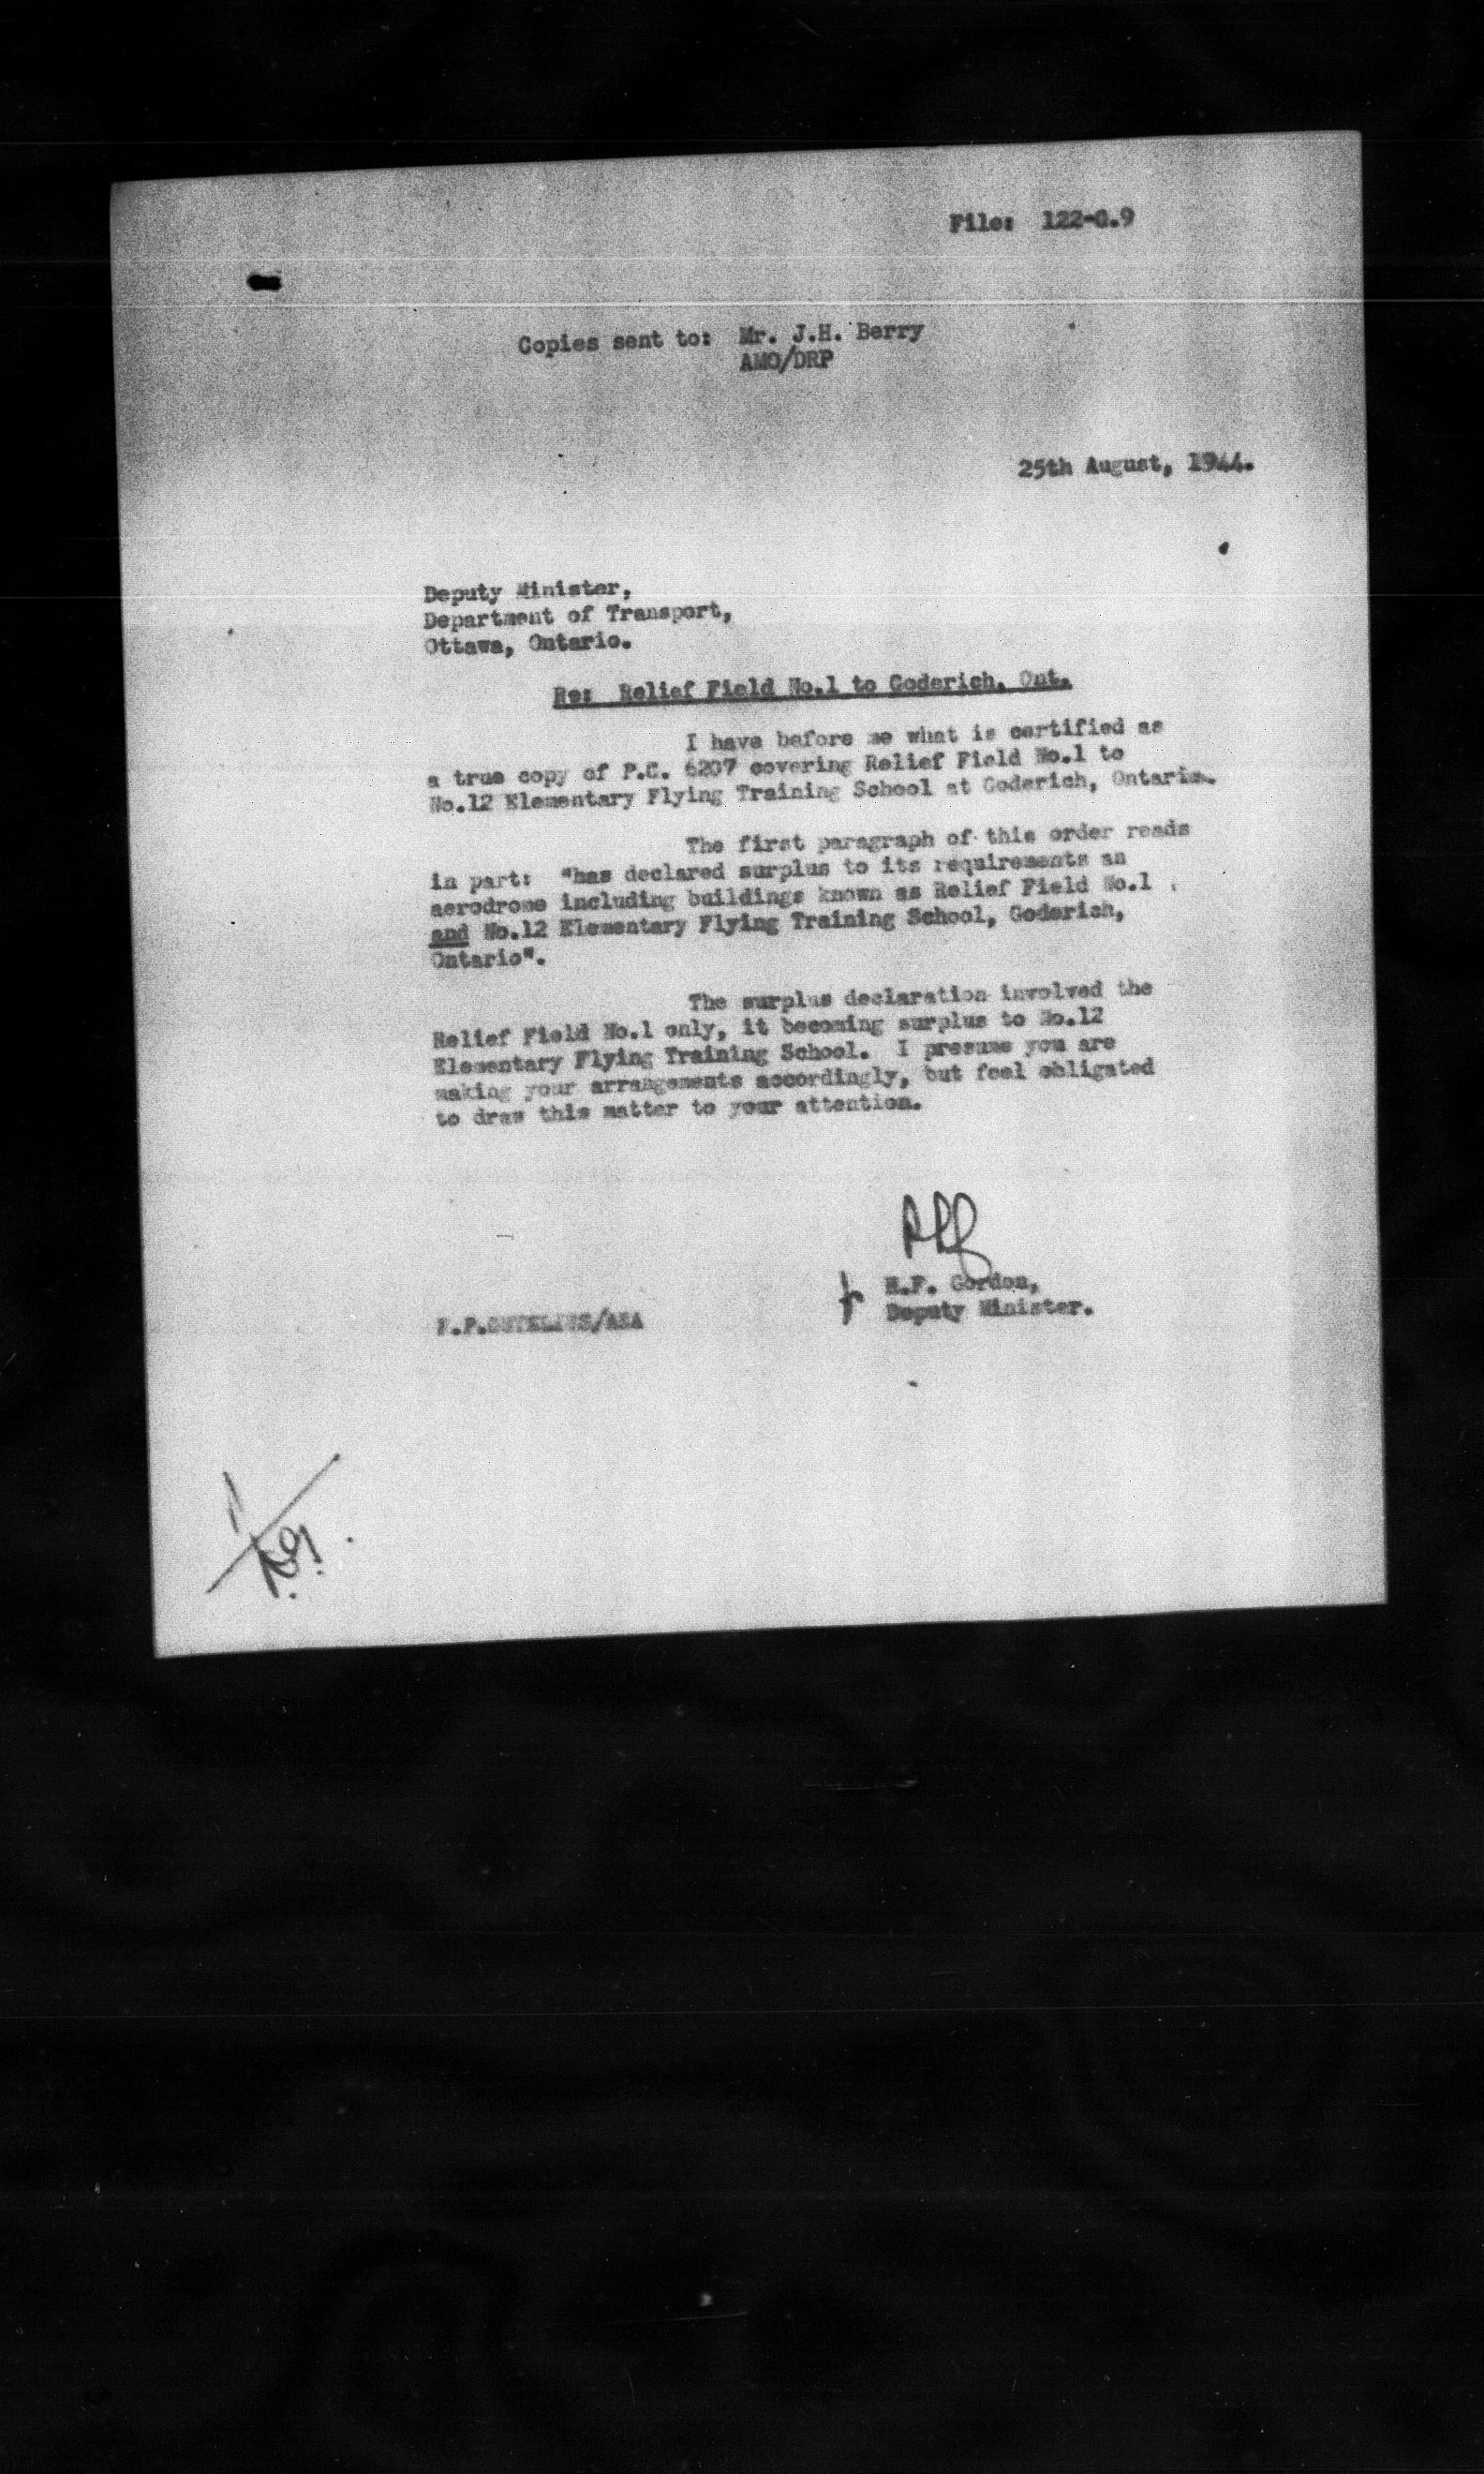 File: 122-G.9
Copies sent to: Mr. J.H. Berry
AMO/DRP
25th August, 1944.
Deputy Minister,
Department of Transport,
Ottawa, Ontario.
Re: Relief Field No.1 to Goderich, Ont.
I have before me what is certified as
a true copy of P.C. 6207 covering Relief Field No.1 to
No.12 Elementary Flying Training School at Goderich, Ontario.
The first paragraph of this order reads
in part: "has declared surplus to its requirements an
aerodrome including buildings known as Relief Field No.1
and No.12 Elementary Flying Training School, Goderich,
Ontario".
The surplus declaration involved the
Relief Field No.1 only, it becoming surplus to No.12
Elementary Flying Training School. I presume you are
making your arrangements accordingly, but feel obligated
to draw this matter to your attention.
H.F. Gordon,
Deputy Minister.